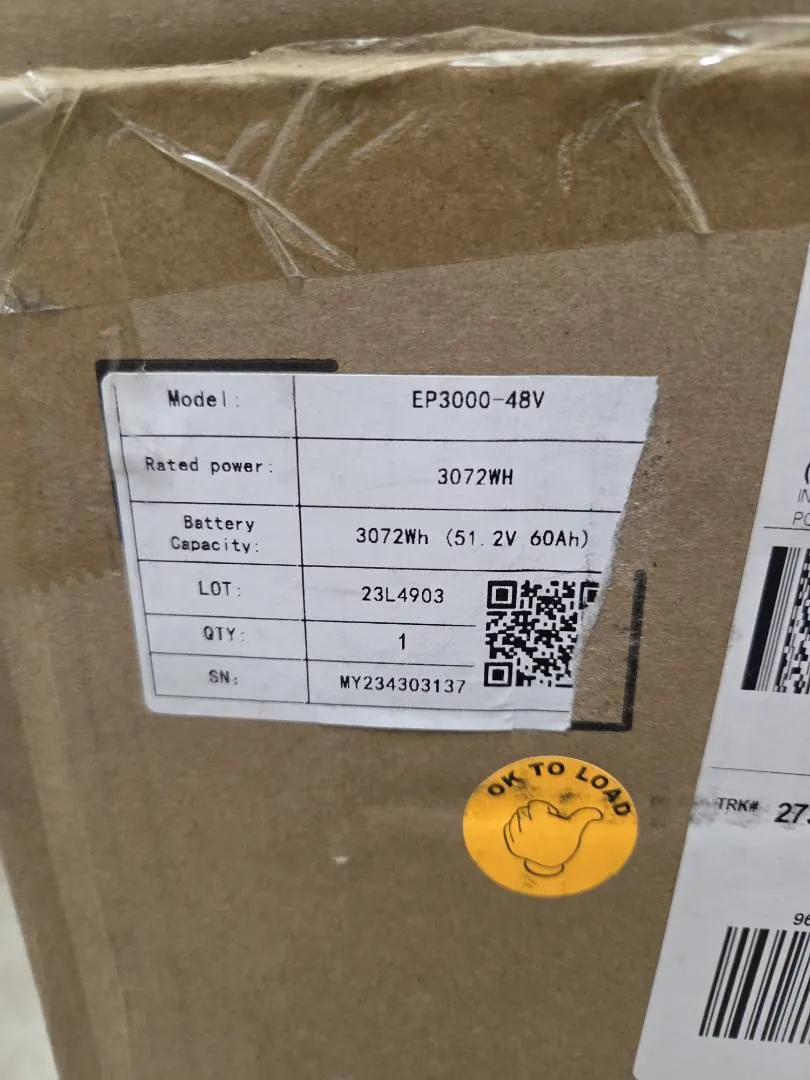 Model: EP3000-48V
Rated power: 3072WH
Battery Capacity: 3072Wh (51.2V 60Ah)
LOT: 23L4903
QTY: 1
SN: MY234303137
OK TO LOAD
TRK#